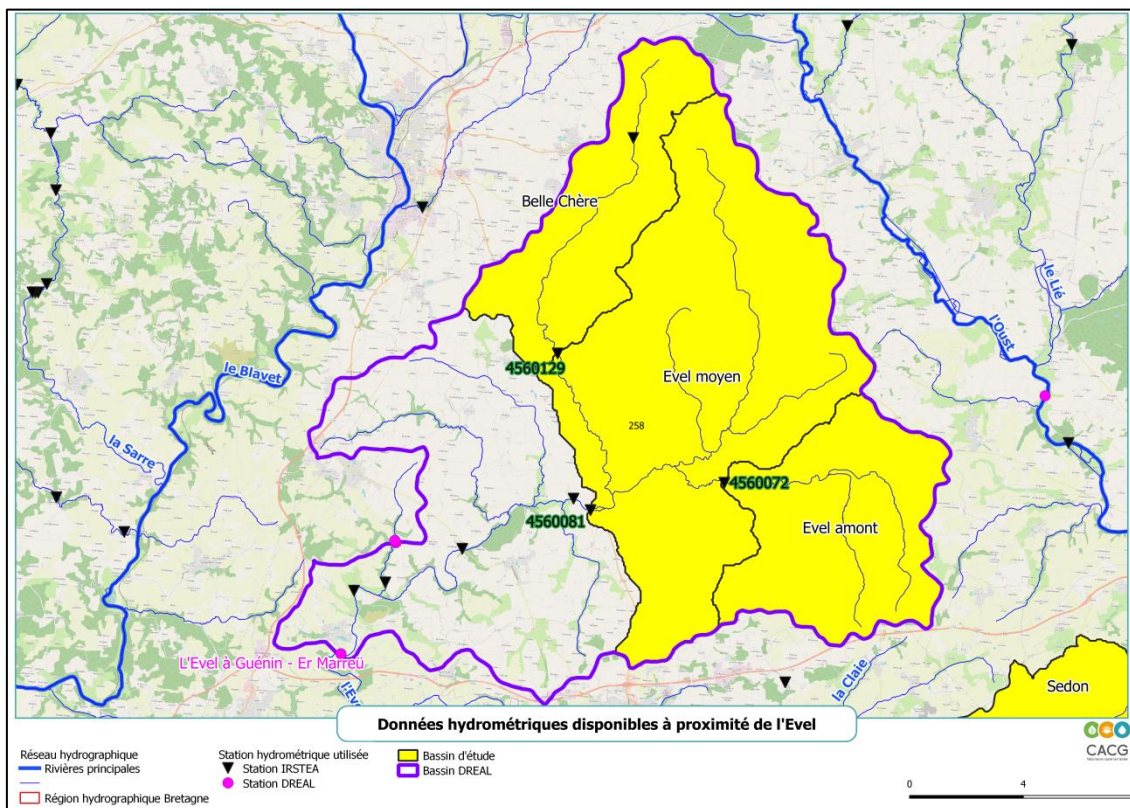 Belle Chère
le Lié
l'Oust
4560129
le Blavet
Evel moyen
258
la Sarre
4560072
4560081
Evel amont
L'Evel à Guénin - Er Marreu
l'Eve
la Claie
Sedon
Données hydrométriques disponibles à proximité de l'Evel
Réseau hydrographique
Rivières principales
Région hydrographique Bretagne
Station hydrométrique utilisée
Station IRSTEA
Station DREAL
Bassin d'étude
Bassin DREAL
CACG
0 4